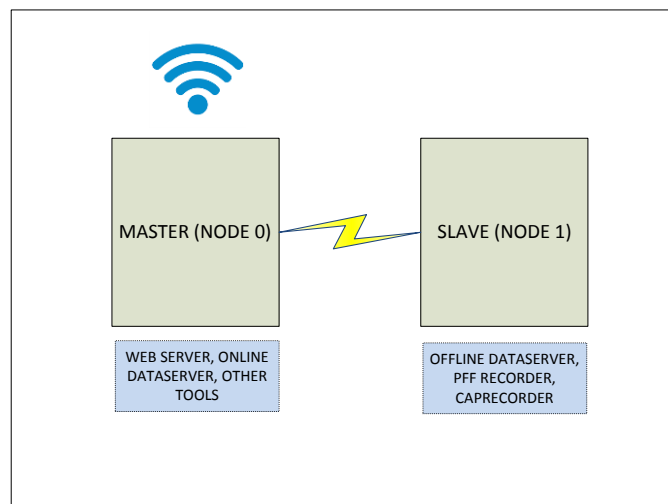 MASTER (NODE 0)
SLAVE (NODE 1)
WEB SERVER, ONLINE
DATASERVER, OTHER
TOOLS
OFFLINE DATASERVER,
PFF RECORDER,
CAPRECORDER